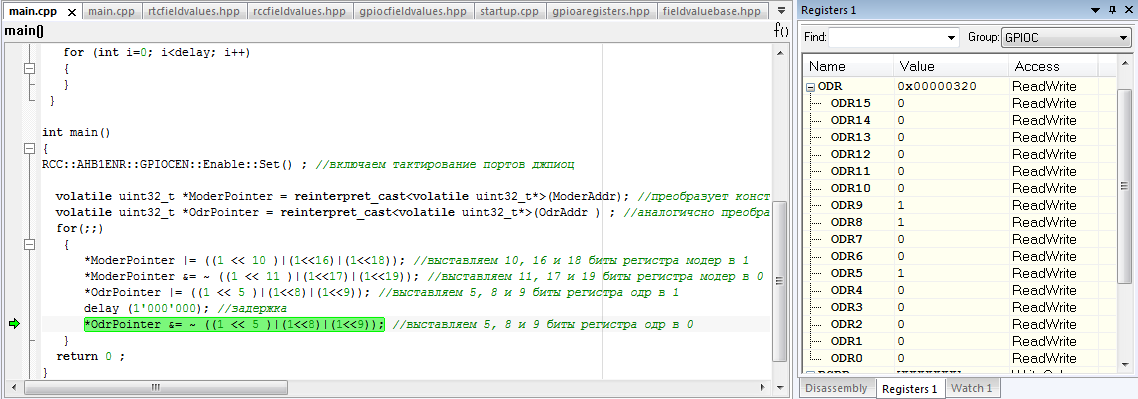 main.cpp × main.cpp rtcfieldvalues.hpp rccfieldvalues.hpp gpiocfieldvalues.hpp startup.cpp gpioaregisters.hpp fieldvaluebase.hpp
main() f()
for (int i=0; i<delay; i++)
{
}
}
int main()
{
RCC::AHB1ENR::GPIOCEN::Enable::Set() ; //включаем тактирование портов джпиоц
volatile uint32_t *ModerPointer = reinterpret_cast<volatile uint32_t*>(ModerAddr); //преобразует конст
volatile uint32_t *OdrPointer = reinterpret_cast<volatile uint32_t*>(OdrAddr ) ; //аналогичсно преобра
for(;;)
{
*ModerPointer |= ((1 << 10 )|(1<<16)|(1<<18)); //выставляем 10, 16 и 18 биты регистра модер в 1
*ModerPointer &= ~ ((1 << 11 )|(1<<17)|(1<<19)); //выставляем 11, 17 и 19 биты регистра модер в 0
*OdrPointer |= ((1 << 5 )|(1<<8)|(1<<9)); //выставляем 5, 8 и 9 биты регистра одр в 1
delay (1'000'000); //задержка
*OdrPointer &= ~ ((1 << 5 )|(1<<8)|(1<<9)); //выставляем 5, 8 и 9 биты регистра одр в 0
}
return 0 ;
}
Registers 1
Find: Group: GPIOC
Name Value Access
ODR 0x00000320 ReadWrite
ODR15 0 ReadWrite
ODR14 0 ReadWrite
ODR13 0 ReadWrite
ODR12 0 ReadWrite
ODR11 0 ReadWrite
ODR10 0 ReadWrite
ODR9 1 ReadWrite
ODR8 1 ReadWrite
ODR7 0 ReadWrite
ODR6 0 ReadWrite
ODR5 1 ReadWrite
ODR4 0 ReadWrite
ODR3 0 ReadWrite
ODR2 0 ReadWrite
ODR1 0 ReadWrite
ODR0 0 ReadWrite
Disassembly Registers 1 Watch 1